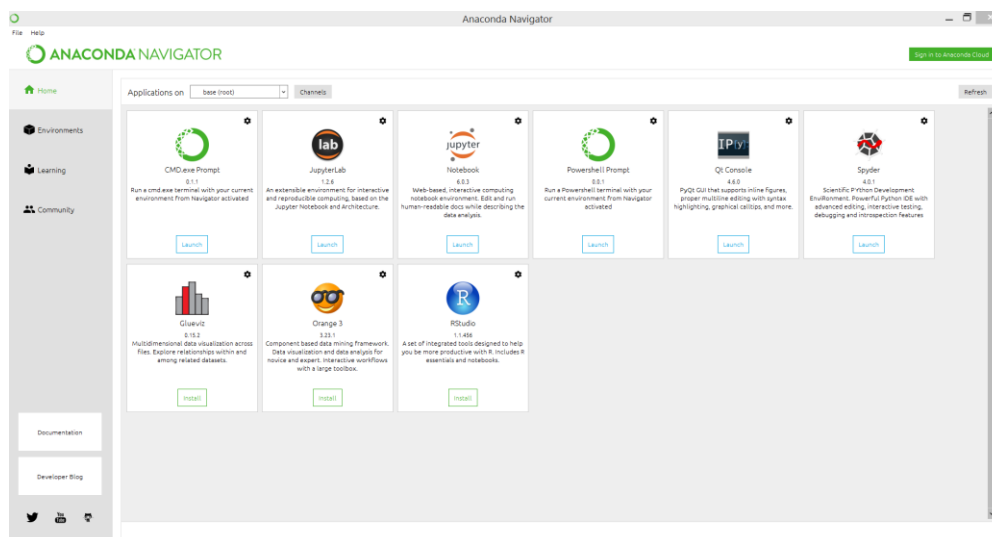 Anaconda Navigator
File Help
ANACONDA NAVIGATOR
Sign in to Anaconda Cloud
Home
Environments
Learning
Community
Documentation
Developer Blog
You
Tube
Applications on
base (root)
Channels
Refresh
CMD.exe Prompt
0.1.1
Run a cmd.exe terminal with your current
environment from Navigator activated
Launch
lab
JupyterLab
1.2.6
An extensible environment for interactive
and reproducible computing, based on the
Jupyter Notebook and Architecture.
Launch
jupyter
Notebook
6.0.3
Web-based, interactive computing
notebook environment. Edit and run
human-readable docs while describing the
data analysis.
Launch
Powershell Prompt
0.0.1
Run a Powershell terminal with your
current environment from Navigator
activated
Launch
IP[y]:
Qt Console
4.6.0
PyQt GUI that supports inline figures,
proper multiline editing with syntax
highlighting, graphical calltips, and more.
Launch
Spyder
4.0.1
Scientific PYthon Development
EnviRonment. Powerful Python IDE with
advanced editing, interactive testing,
debugging and introspection features
Launch
Glueviz
0.15.2
Multidimensional data visualization across
files. Explore relationships within and
among related datasets.
Install
Orange 3
3.23.1
Component based data mining framework.
Data visualization and data analysis for
novice and expert. Interactive workflows
with a large toolbox.
Install
R
RStudio
1.1.456
A set of integrated tools designed to help
you be more productive with R. Includes R
essentials and notebooks.
Install